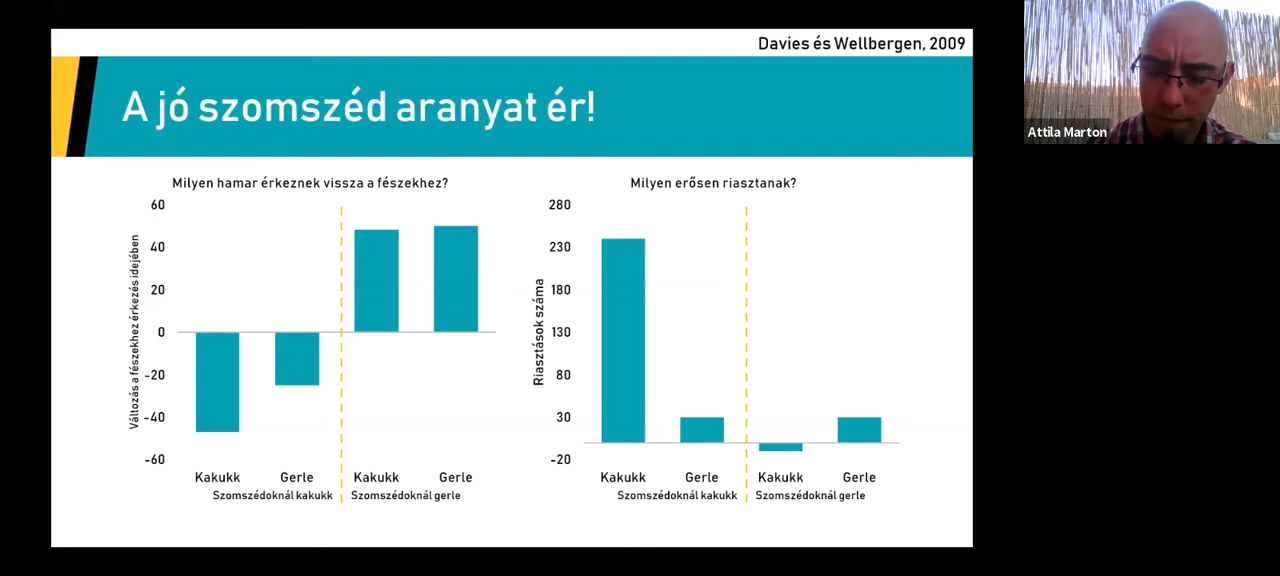 Davies és Wellbergen, 2009
A jó szomszéd aranyat ér!
Milyen hamar érkeznek vissza a fészekhez?
Változás a fészekhez érkezés idejében
60
40
20
0
-20
-40
-60
Kakukk Gerle Kakukk Gerle
Szomszédoknál kakukk Szomszédoknál gerle
Milyen erősen riasztanak?
Riasztások száma
280
230
180
130
80
30
-20
Kakukk Gerle Kakukk Gerle
Szomszédoknál kakukk Szomszédoknál gerle
Attila Marton